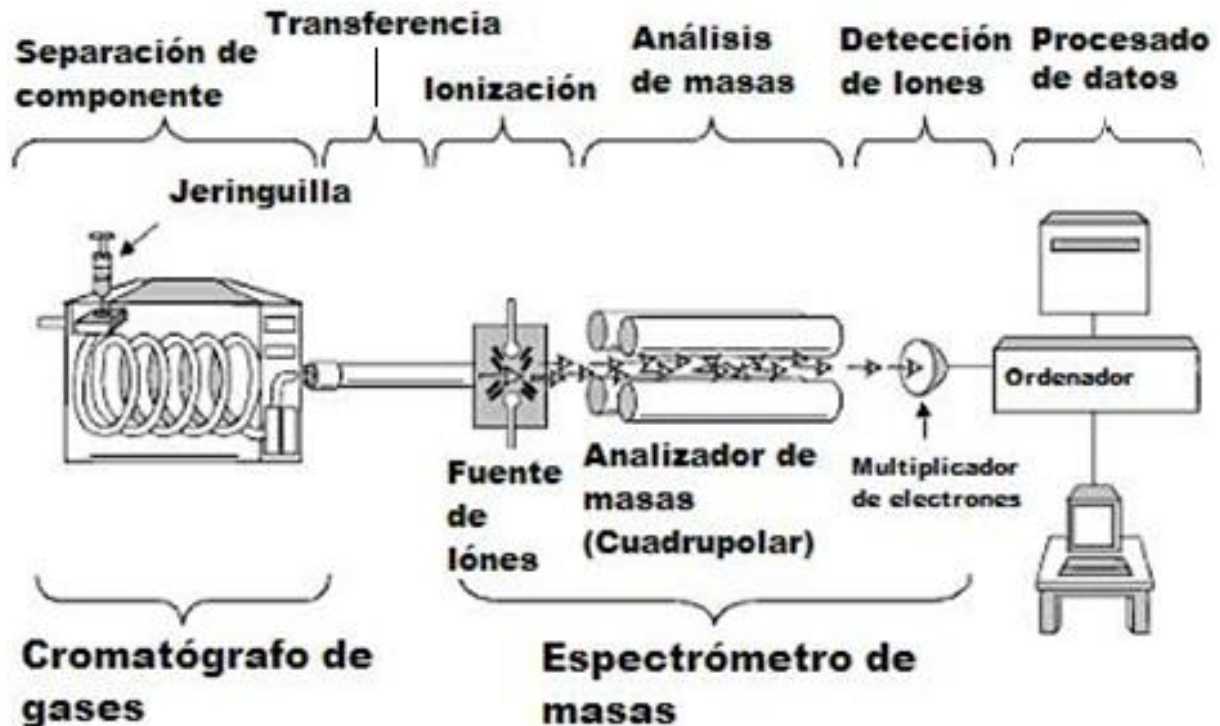 Separación de
componente
Transferencia
Ionización
Análisis
de masas
Detección
de Iones
Procesado
de datos
Jeringuilla
Ordenador
Fuente
de
Iónes
Analizador de
masas
(Cuadrupolar)
Multiplicador
de electrones
Cromatógrafo de
gases
Espectrómetro de
masas